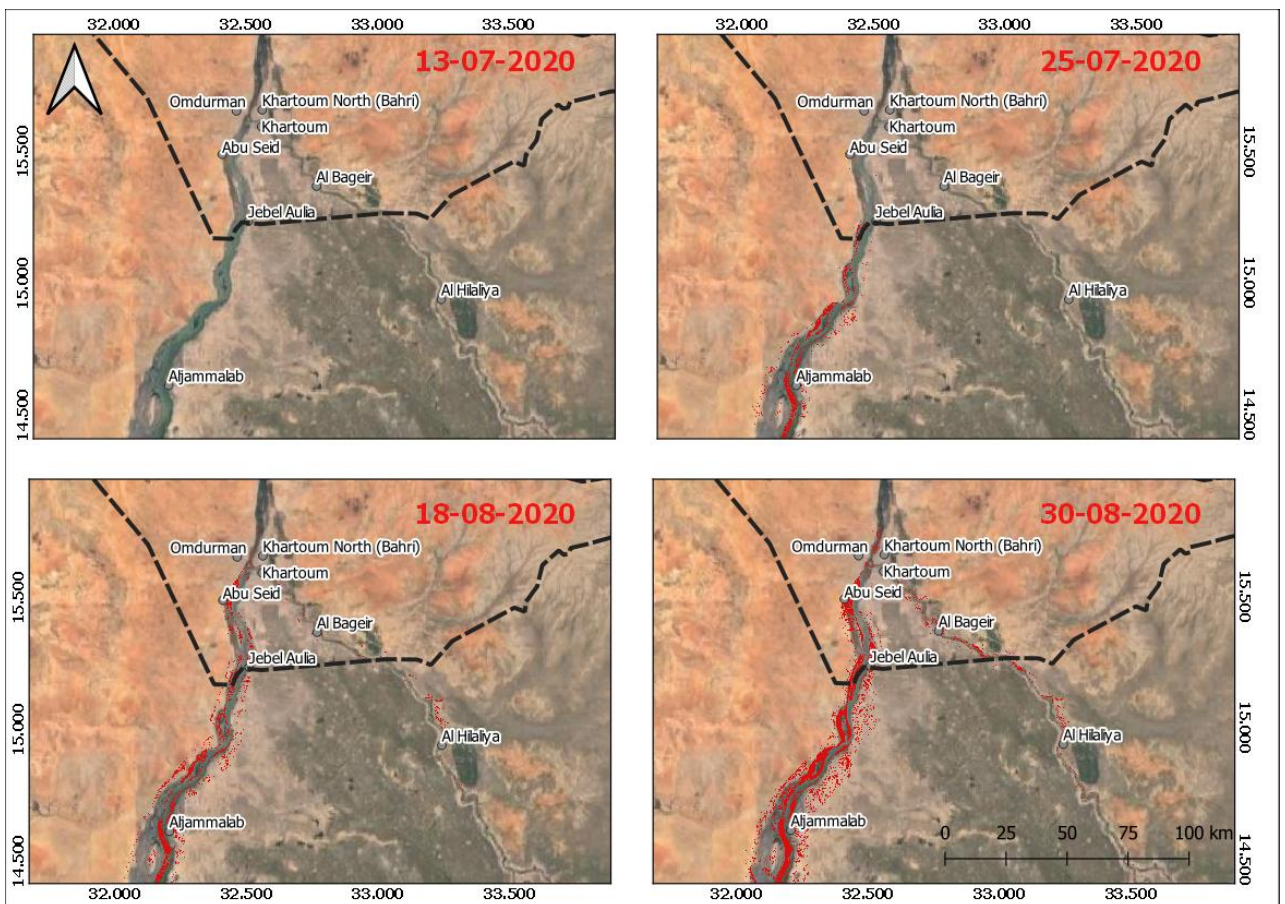 32.000 32.500 33.000 33.500 32.000 32.500 33.000 33.500
13-07-2020
Omdurman
Khartoum North (Bahri)
Khartoum
Abu Seid
Al Bageir
Jebel Aulia
Al Hilaliya
Aljammalab
15.500
15.000
14.500
25-07-2020
Omdurman
Khartoum North (Bahri)
Khartoum
Abu Seid
Al Bageir
Jebel Aulia
Al Hilaliya
Aljammalab
15.500
15.000
14.500
18-08-2020
Omdurman
Khartoum North (Bahri)
Khartoum
Abu Seid
Al Bageir
Jebel Aulia
Al Hilaliya
Aljammalab
15.500
15.000
14.500
30-08-2020
Omdurman
Khartoum North (Bahri)
Khartoum
Abu Seid
Al Bageir
Jebel Aulia
Al Hilaliya
Aljammalab
0 25 50 75 100 km
15.500
15.000
14.500
32.000 32.500 33.000 33.500 32.000 32.500 33.000 33.500